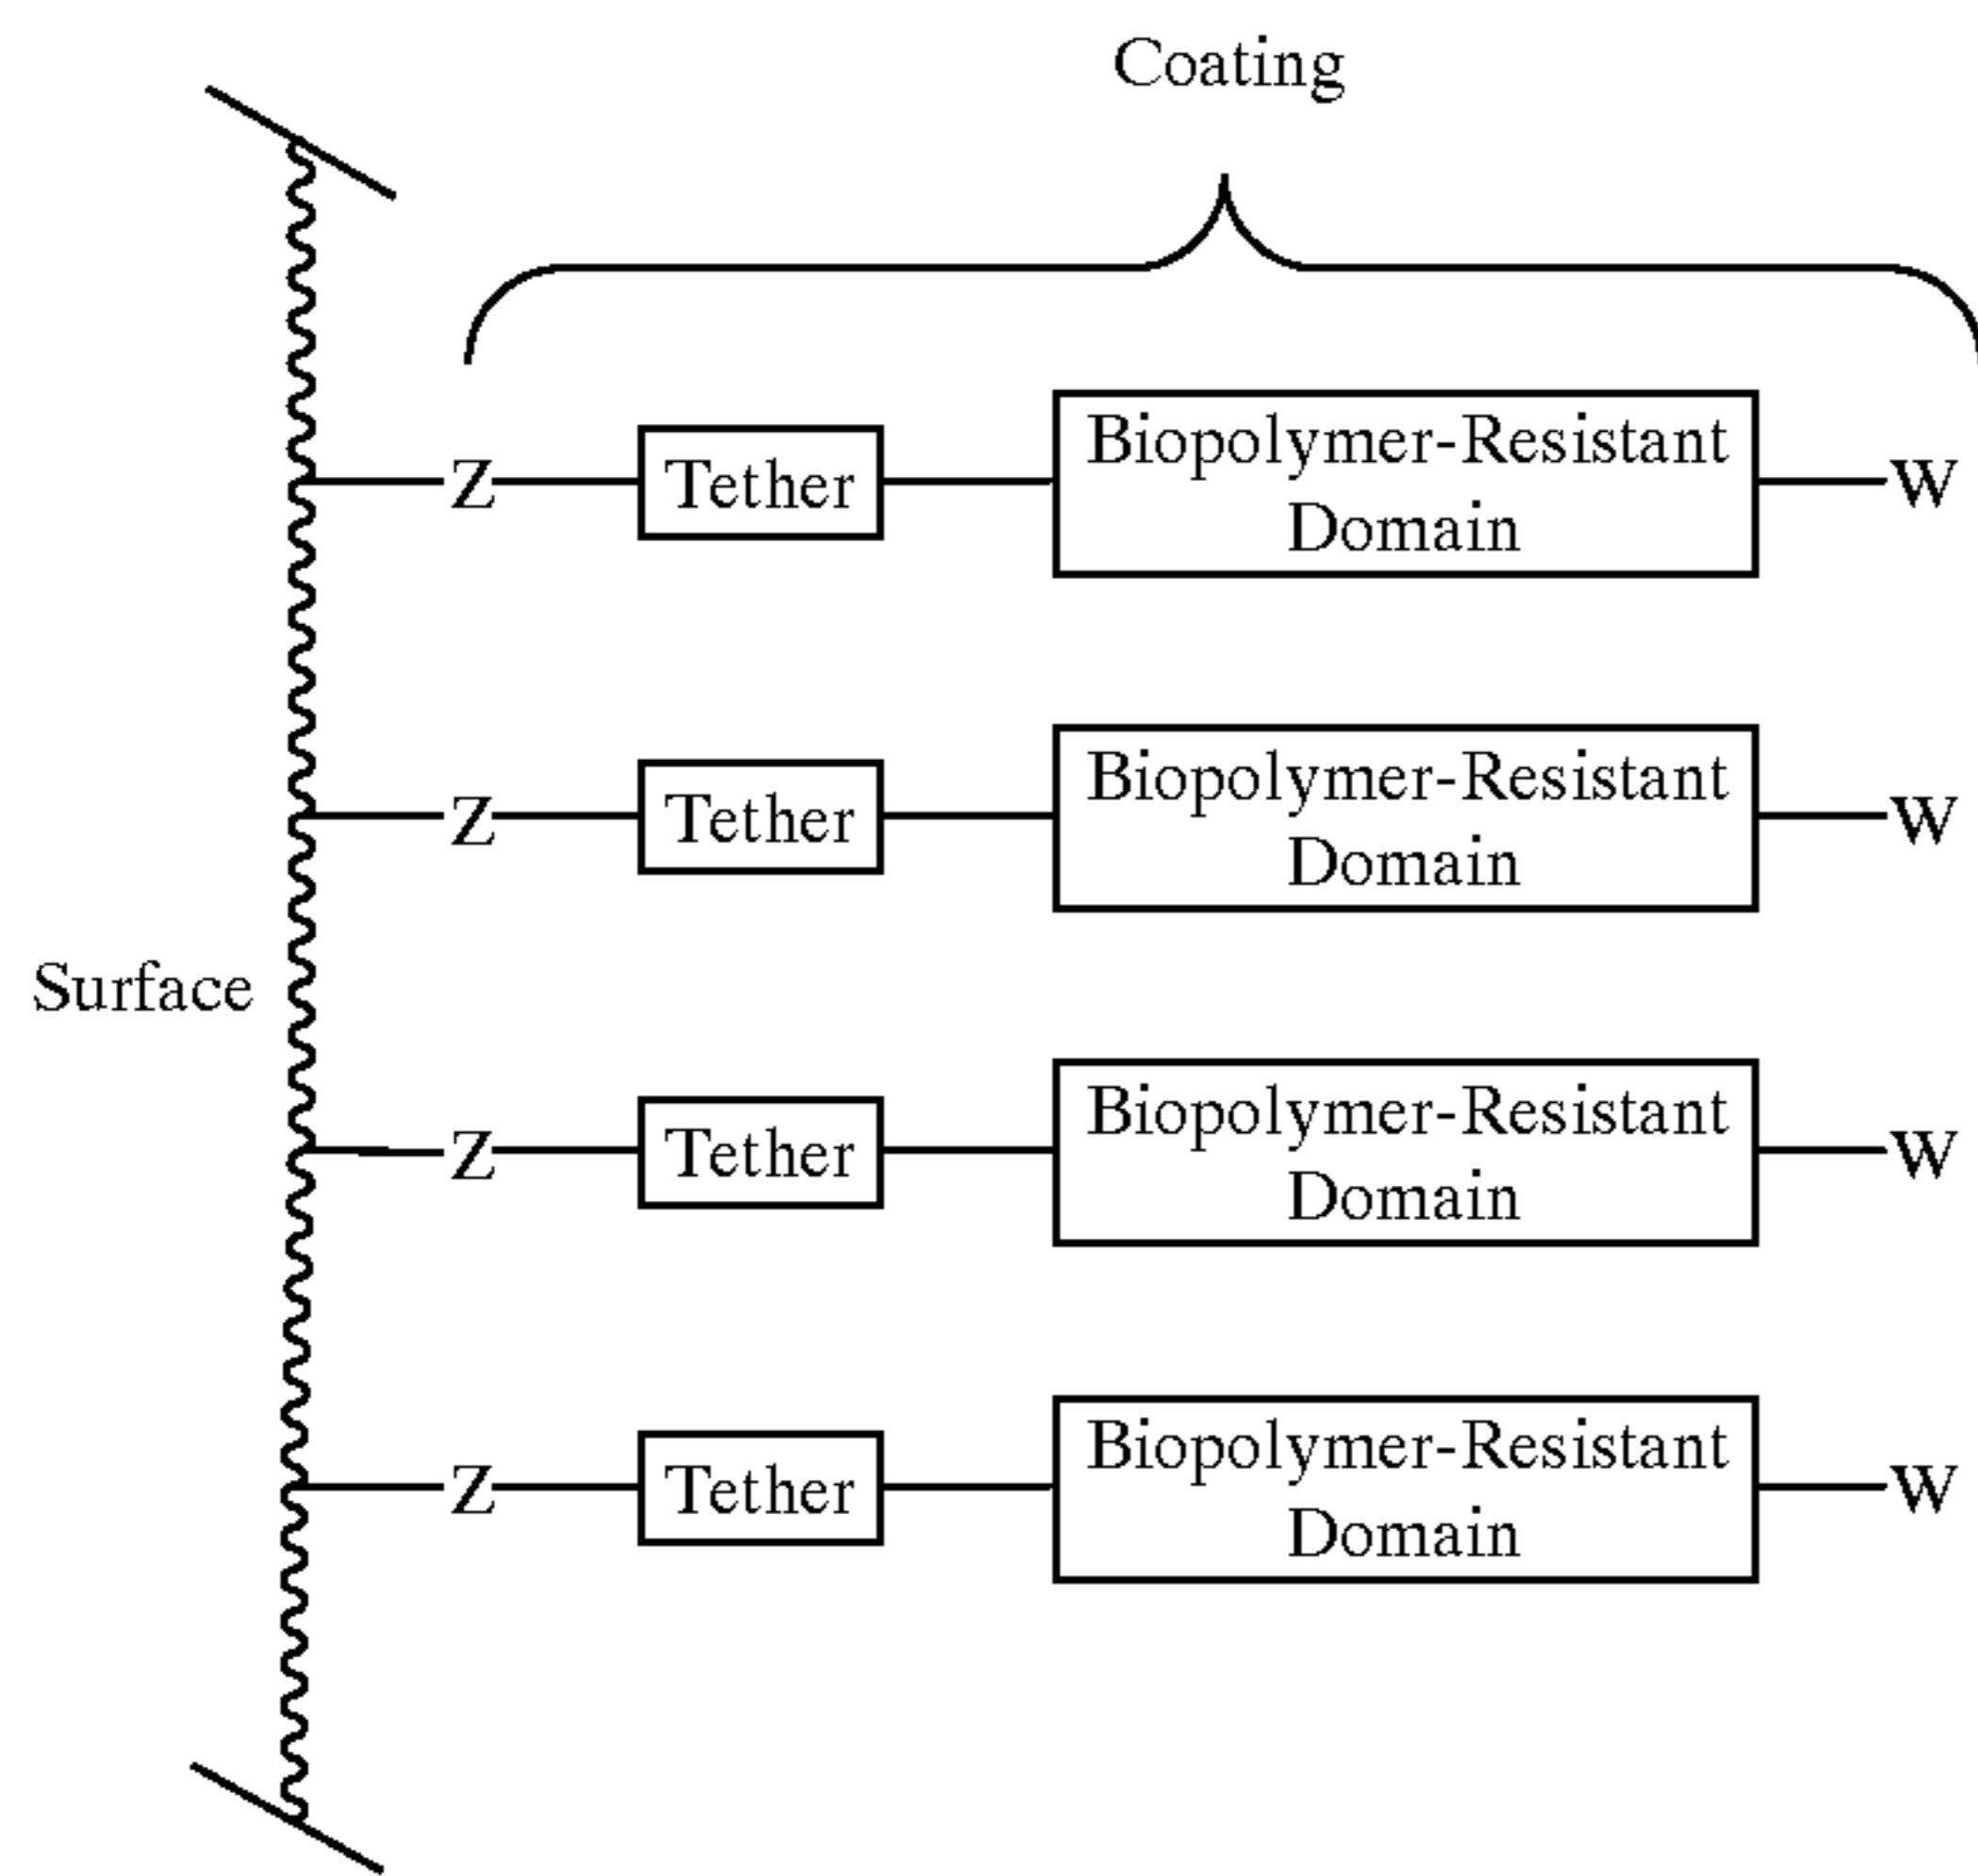 Coating
Z Tether Biopolymer-Resistant Domain W
Z Tether Biopolymer-Resistant Domain W
Surface
Z Tether Biopolymer-Resistant Domain W
Z Tether Biopolymer-Resistant Domain W